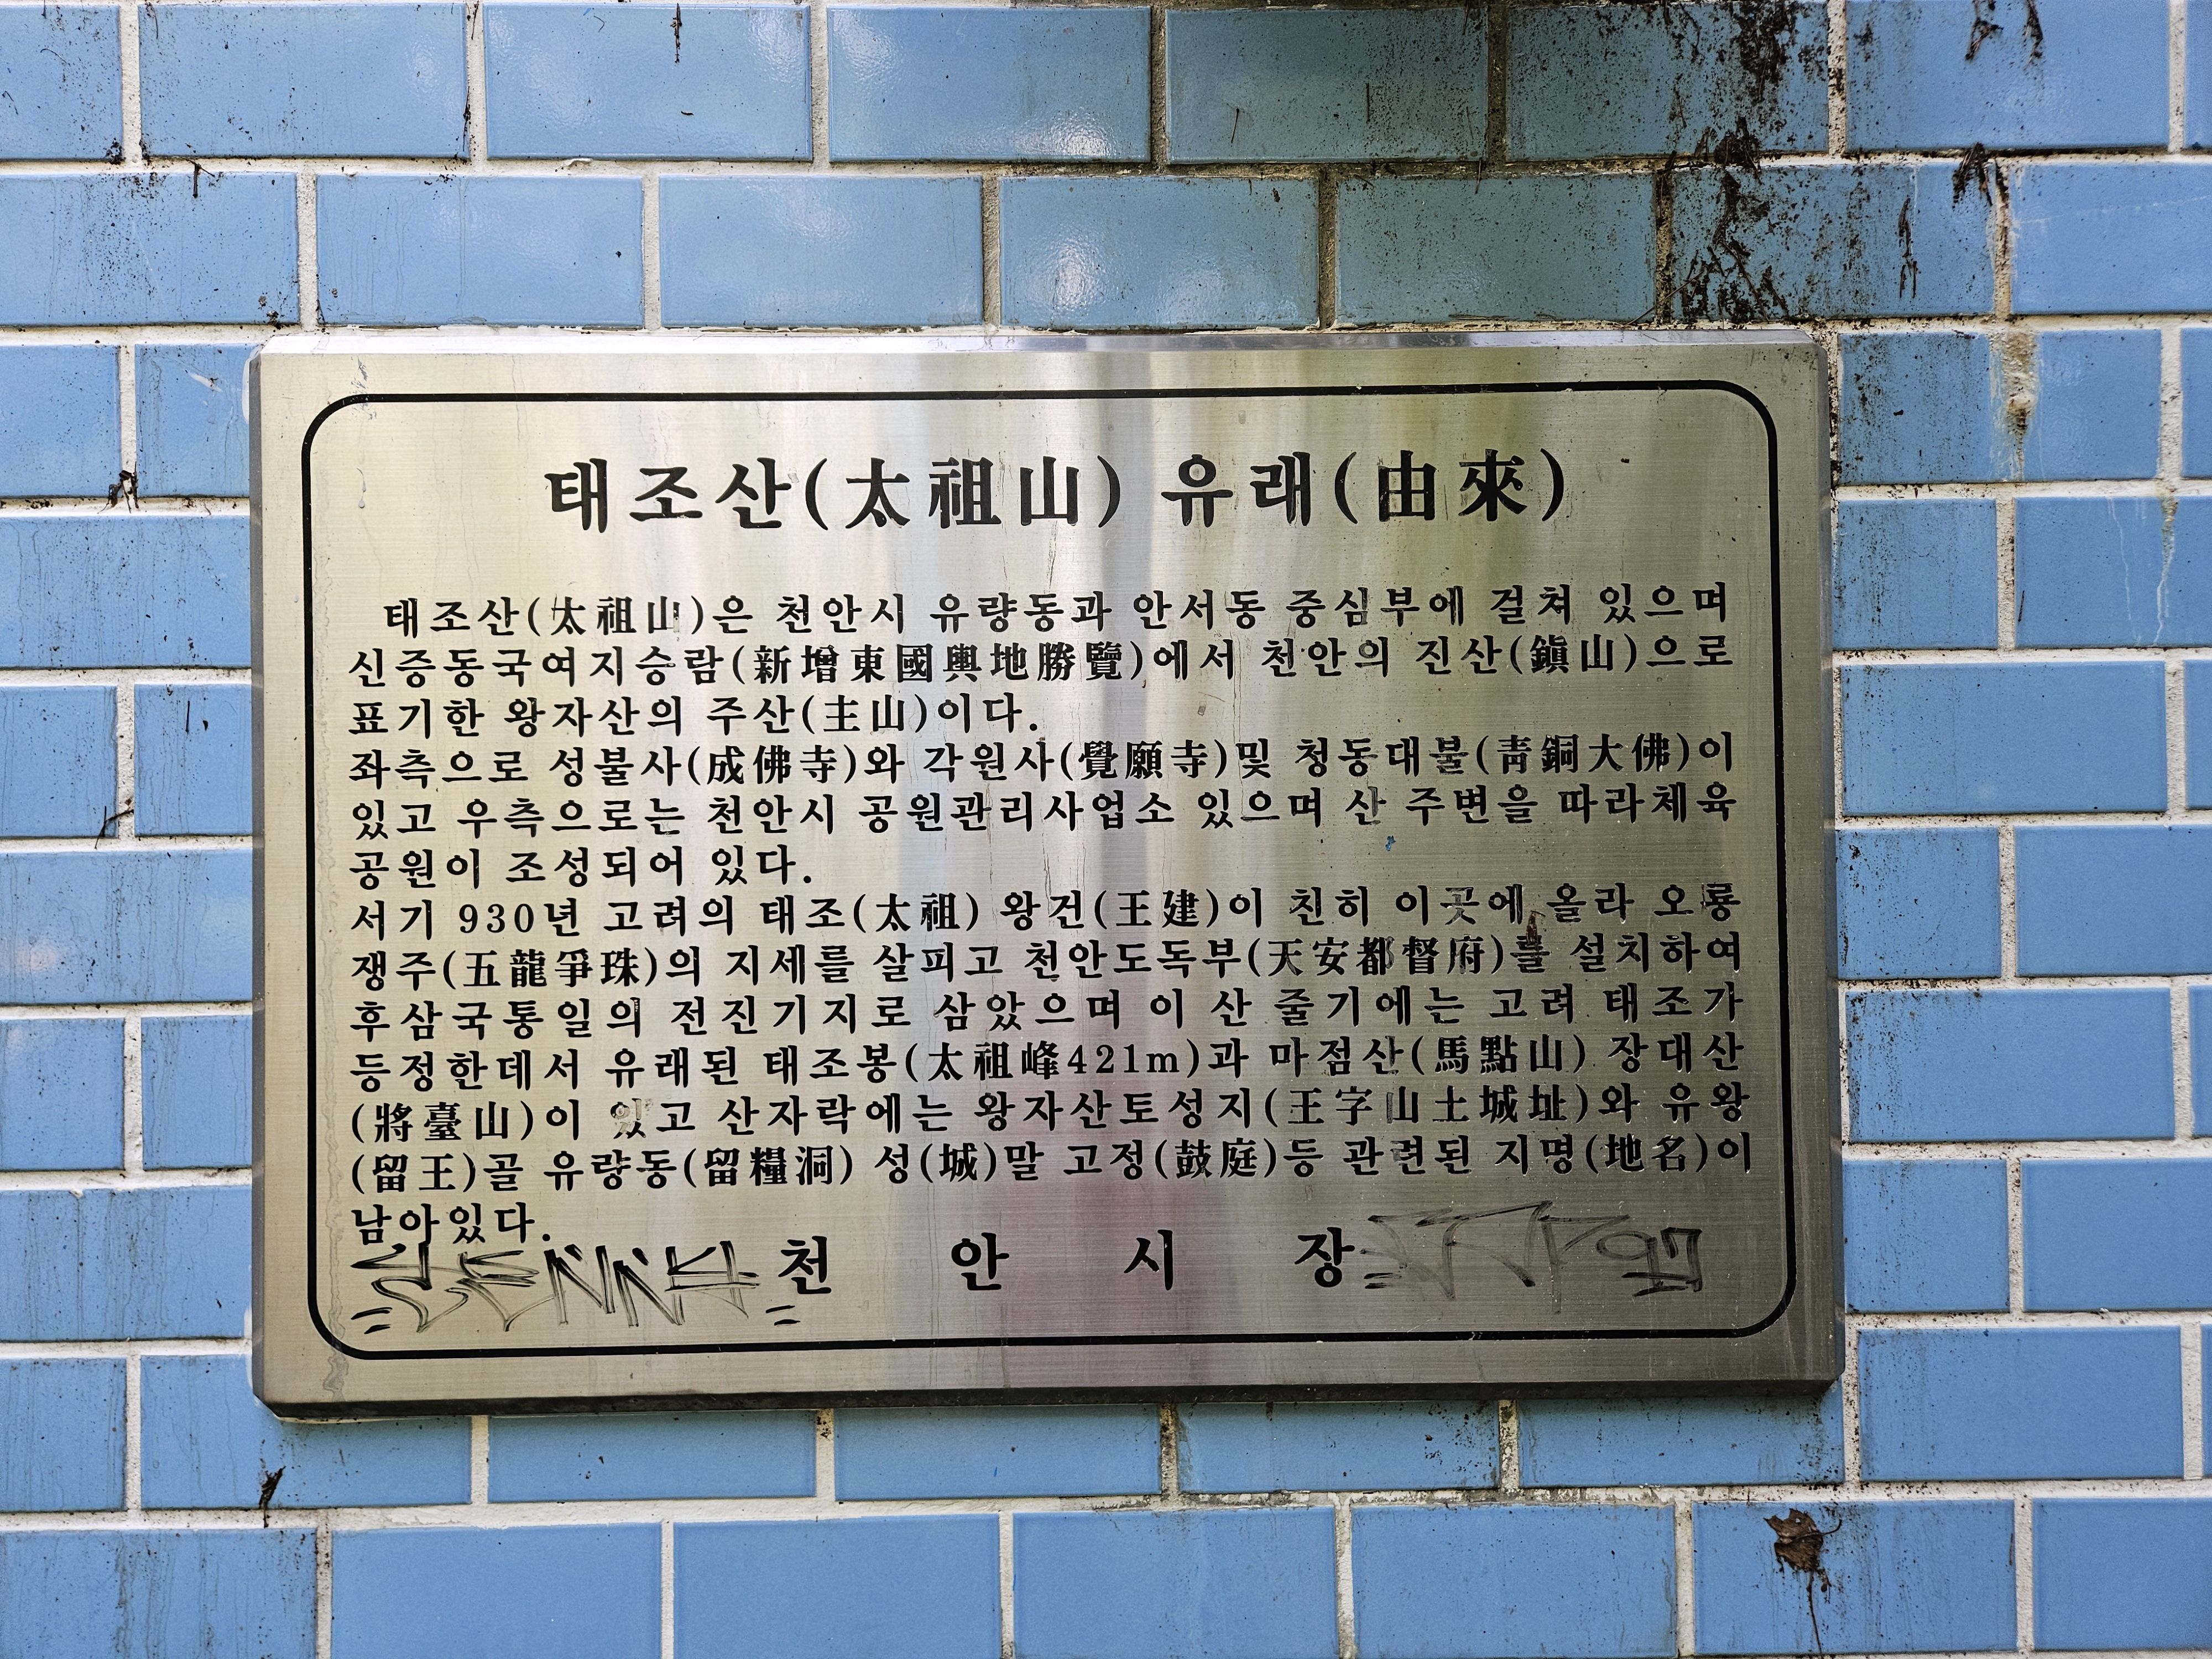 태조산(太祖山) 유래(由來)
태조산(太祖山)은 천안시 유량동과 안서동 중심부에 걸쳐 있으며
신증동국여지승람(新增東國輿地勝覽)에서 천안의 진산(鎭山)으로
표기한 왕자산의 주산(主山)이다.
좌측으로 성불사(成佛寺)와 각원사(覺願寺)및 청동대불(靑銅大佛)이
있고 우측으로는 천안시 공원관리사업소 있으며 산 주변을 따라체육
공원이 조성되어 있다.
서기 930년 고려의 태조(太祖) 왕건(王建)이 친히 이곳에 올라 오룡
쟁주(五龍爭珠)의 지세를 살피고 천안도독부(天安都督府)를 설치하여
후삼국통일의 전진기지로 삼았으며 이 산 줄기에는 고려 태조가
등정한데서 유래된 태조봉(太祖峰421m)과 마점산(馬點山) 장대산
(將臺山)이 있고 산자락에는 왕자산토성지(王字山土城址)와 유왕
(留王)골 유량동(留糧洞) 성(城)말 고정(鼓庭)등 관련된 지명(地名)이
남아있다.
천 안 시 장